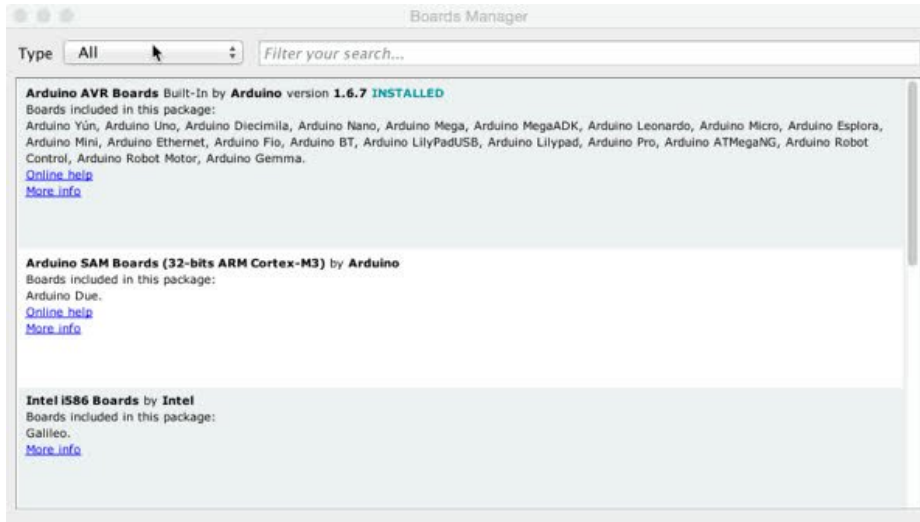 Boards Manager
Type All Filter your search...
Arduino AVR Boards Built-In by Arduino version 1.6.7 INSTALLED
Boards included in this package:
Arduino Yún, Arduino Uno, Arduino Diecimila, Arduino Nano, Arduino Mega, Arduino MegaADK, Arduino Leonardo, Arduino Micro, Arduino Esplora,
Arduino Mini, Arduino Ethernet, Arduino Fio, Arduino BT, Arduino LilyPadUSB, Arduino Lilypad, Arduino Pro, Arduino ATMegaNG, Arduino Robot
Control, Arduino Robot Motor, Arduino Gemma.
Online help
More info
Arduino SAM Boards (32-bits ARM Cortex-M3) by Arduino
Boards included in this package:
Arduino Due.
Online help
More info
Intel i586 Boards by Intel
Boards included in this package:
Galileo.
More info